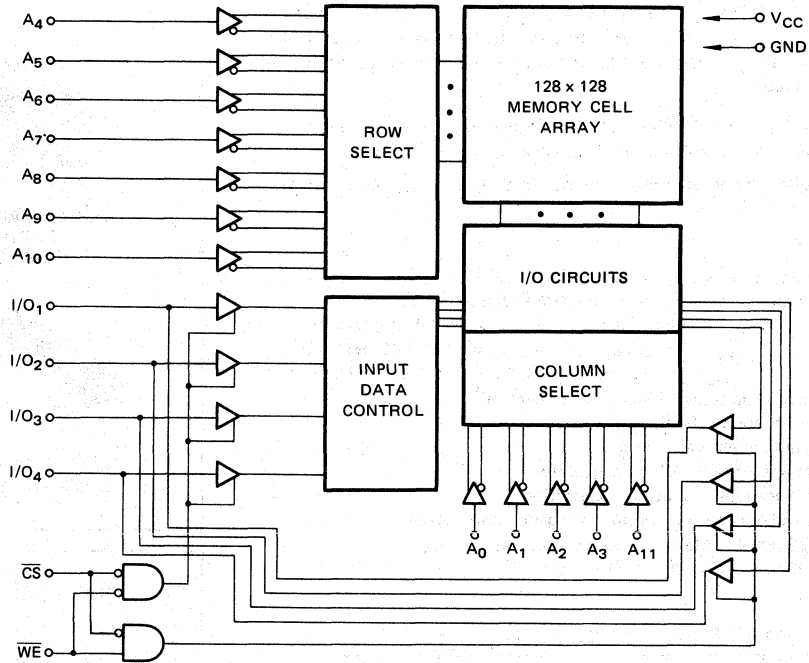 A4
A5
A6
A7
A8
A9
A10
I/O1
I/O2
I/O3
I/O4
CS
WE
ROW
SELECT
128 x 128
MEMORY CELL
ARRAY
VCC
GND
I/O CIRCUITS
INPUT
DATA
CONTROL
COLUMN
SELECT
A0
A1
A2
A3
A11